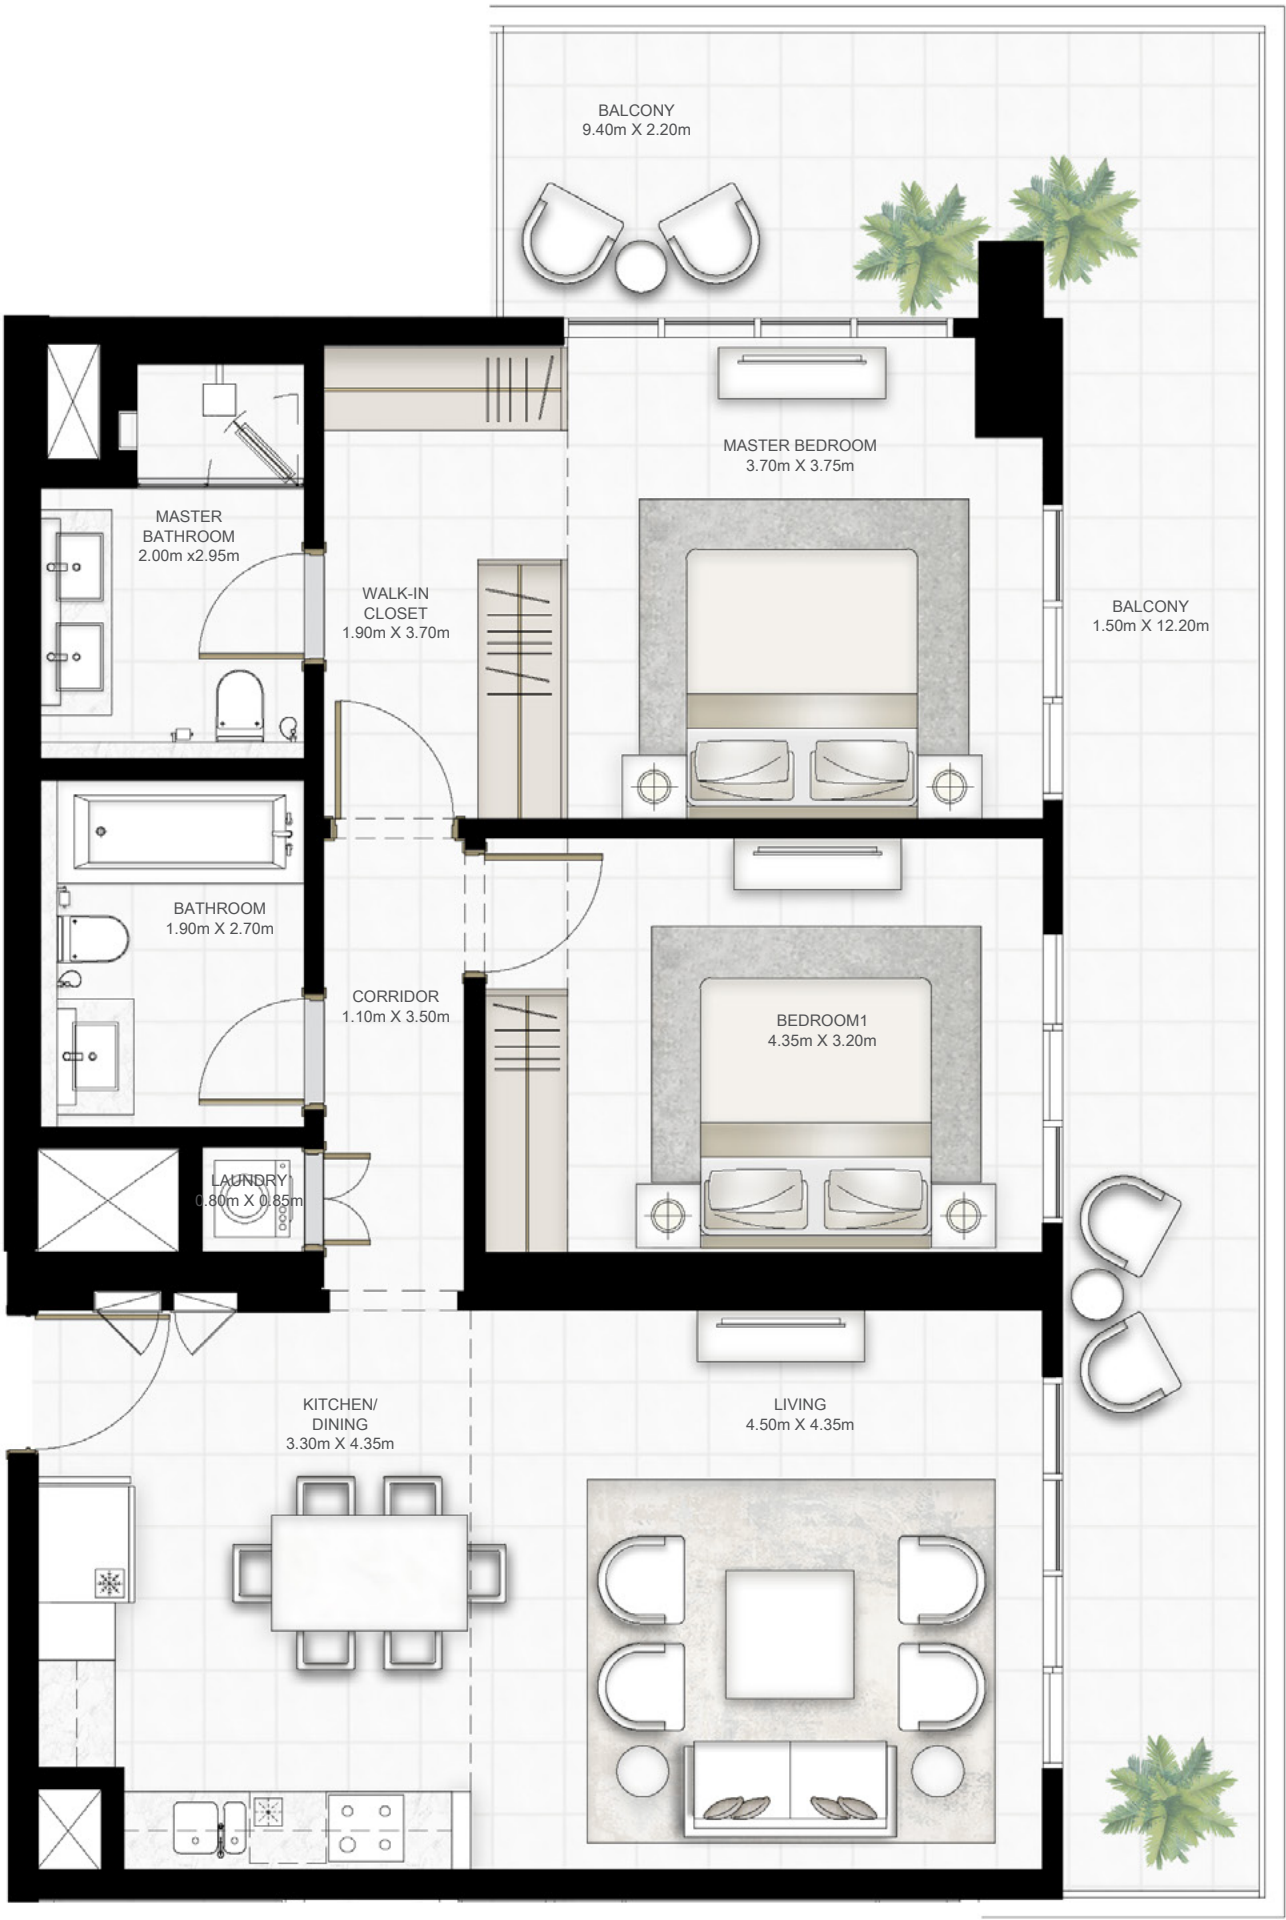 BALCONY
9.40m X 2.20m
MASTER BEDROOM
3.70m X 3.75m
MASTER
BATHROOM
2.00m x2.95m
WALK-IN
CLOSET
1.90m X 3.70m
BALCONY
1.50m X 12.20m
BATHROOM
1.90m X 2.70m
CORRIDOR
1.10m X 3.50m
BEDROOM1
4.35m X 3.20m
LAUNDRY
0.80m X 0.85m
KITCHEN/
DINING
3.30m X 4.35m
LIVING
4.50m X 4.35m